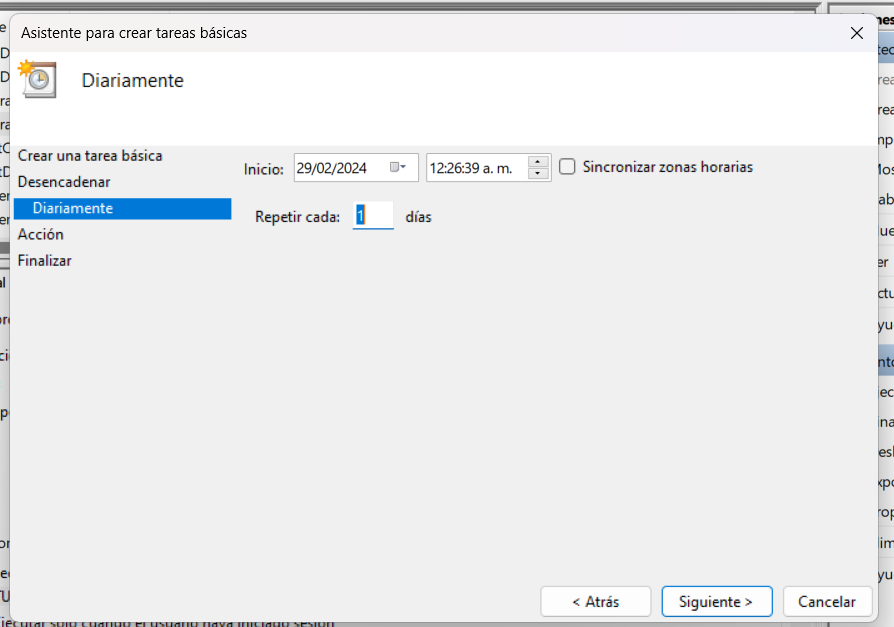 Asistente para crear tareas básicas
Diariamente
Crear una tarea básica
Desencadenar
Diariamente
Acción
Finalizar
Inicio: 29/02/2024 12:26:39 a. m. Sincronizar zonas horarias
Repetir cada: 1 días
< Atrás Siguiente > Cancelar